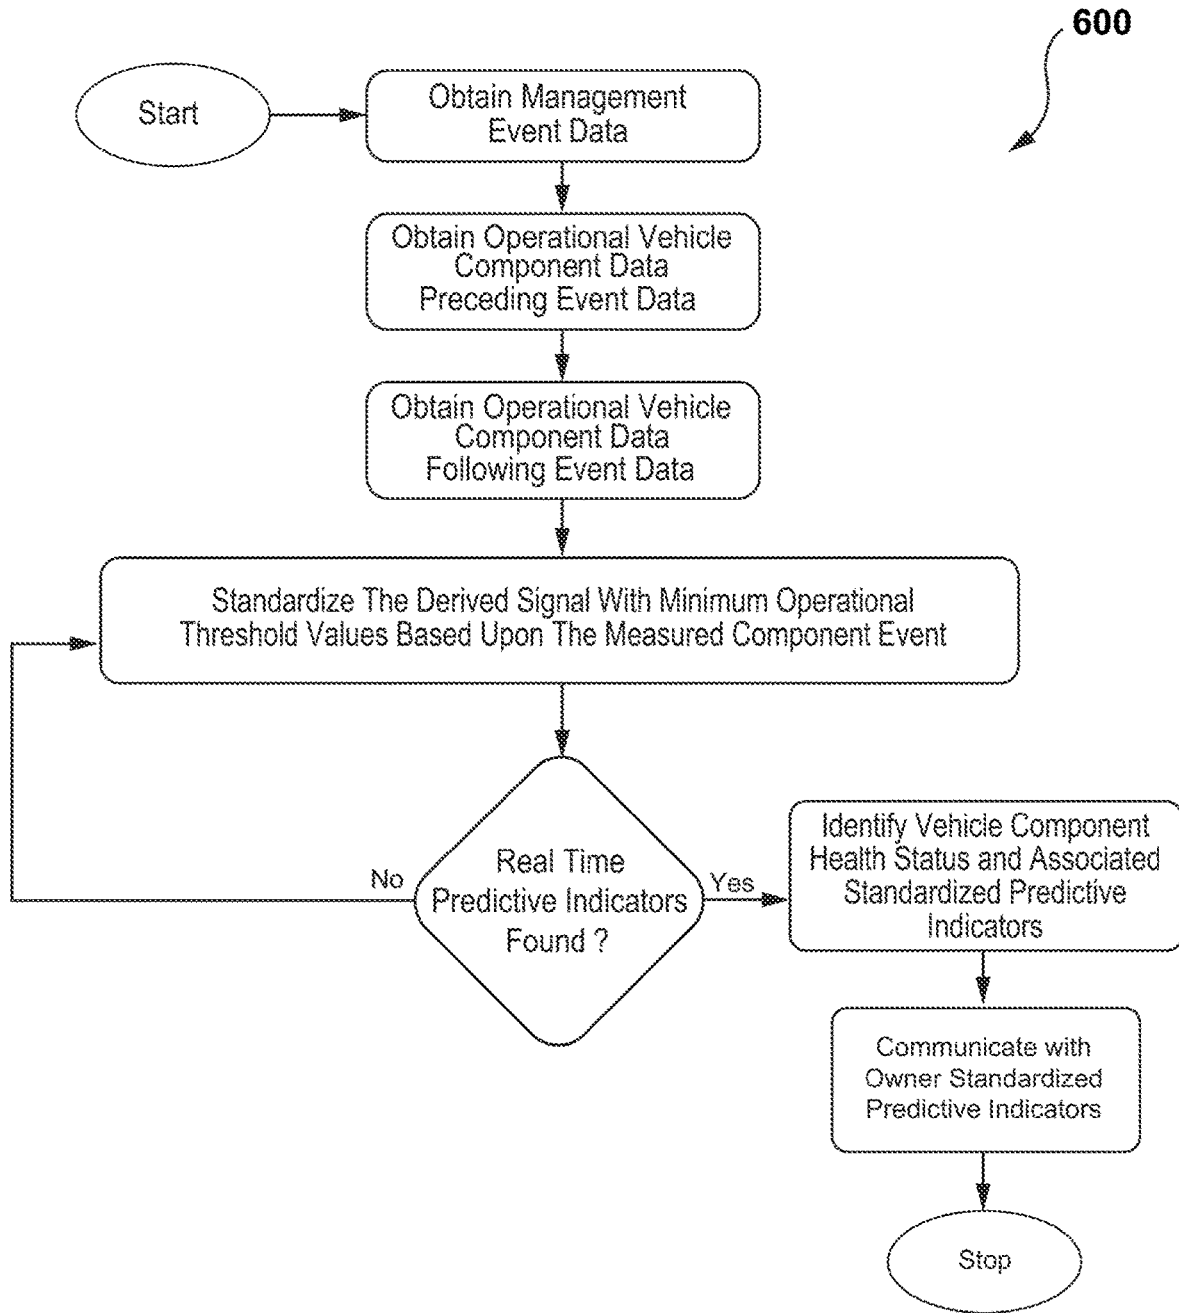 600
Start
Obtain Management
Event Data
Obtain Operational Vehicle
Component Data
Preceding Event Data
Obtain Operational Vehicle
Component Data
Following Event Data
Standardize The Derived Signal With Minimum Operational
Threshold Values Based Upon The Measured Component Event
Real Time
Predictive Indicators
Found ?
No
Yes
Identify Vehicle Component
Health Status and Associated
Standardized Predictive
Indicators
Communicate with
Owner Standardized
Predictive Indicators
Stop